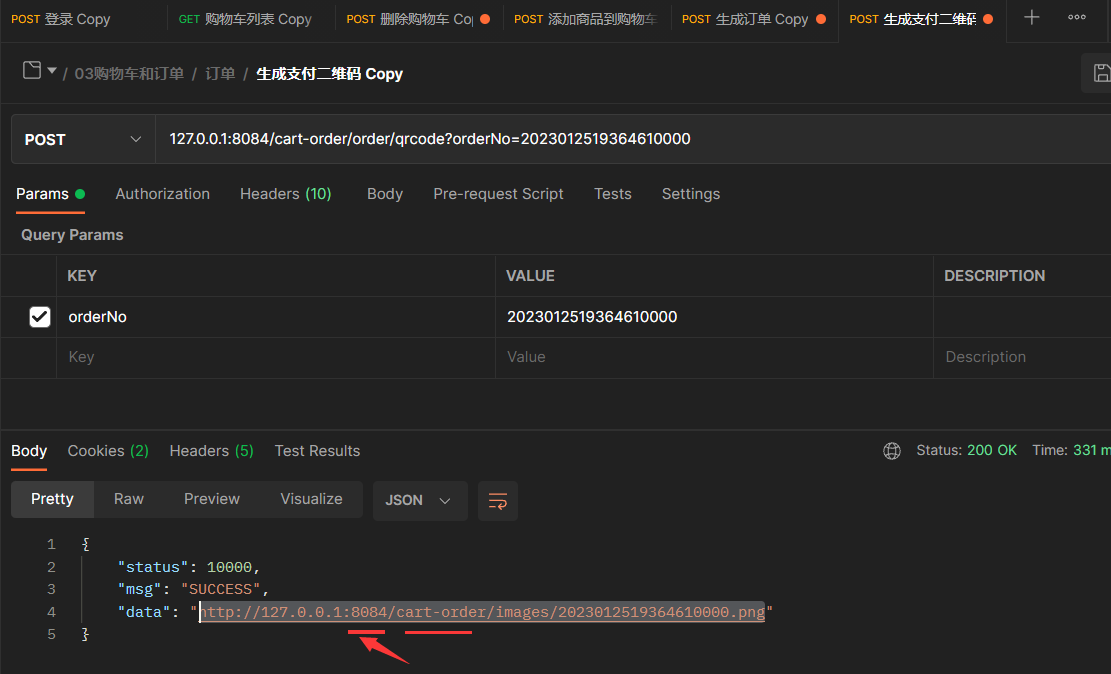 POST 登录 Copy GET 购物车列表 Copy POST 删除购物车 Co POST 添加商品到购物车 POST 生成订单 Copy POST 生成支付二维码
/ 03购物车和订单 / 订单 / 生成支付二维码 Copy
POST 127.0.0.1:8084/cart-order/order/qrcode?orderNo=2023012519364610000
Params Authorization Headers (10) Body Pre-request Script Tests Settings
Query Params
KEY VALUE DESCRIPTION
orderNo 2023012519364610000
Key Value Description
Body Cookies (2) Headers (5) Test Results Status: 200 OK Time: 331 m
Pretty Raw Preview Visualize JSON
1 {
2 "status": 10000,
3 "msg": "SUCCESS",
4 "data": "http://127.0.0.1:8084/cart-order/images/2023012519364610000.png"
5 }